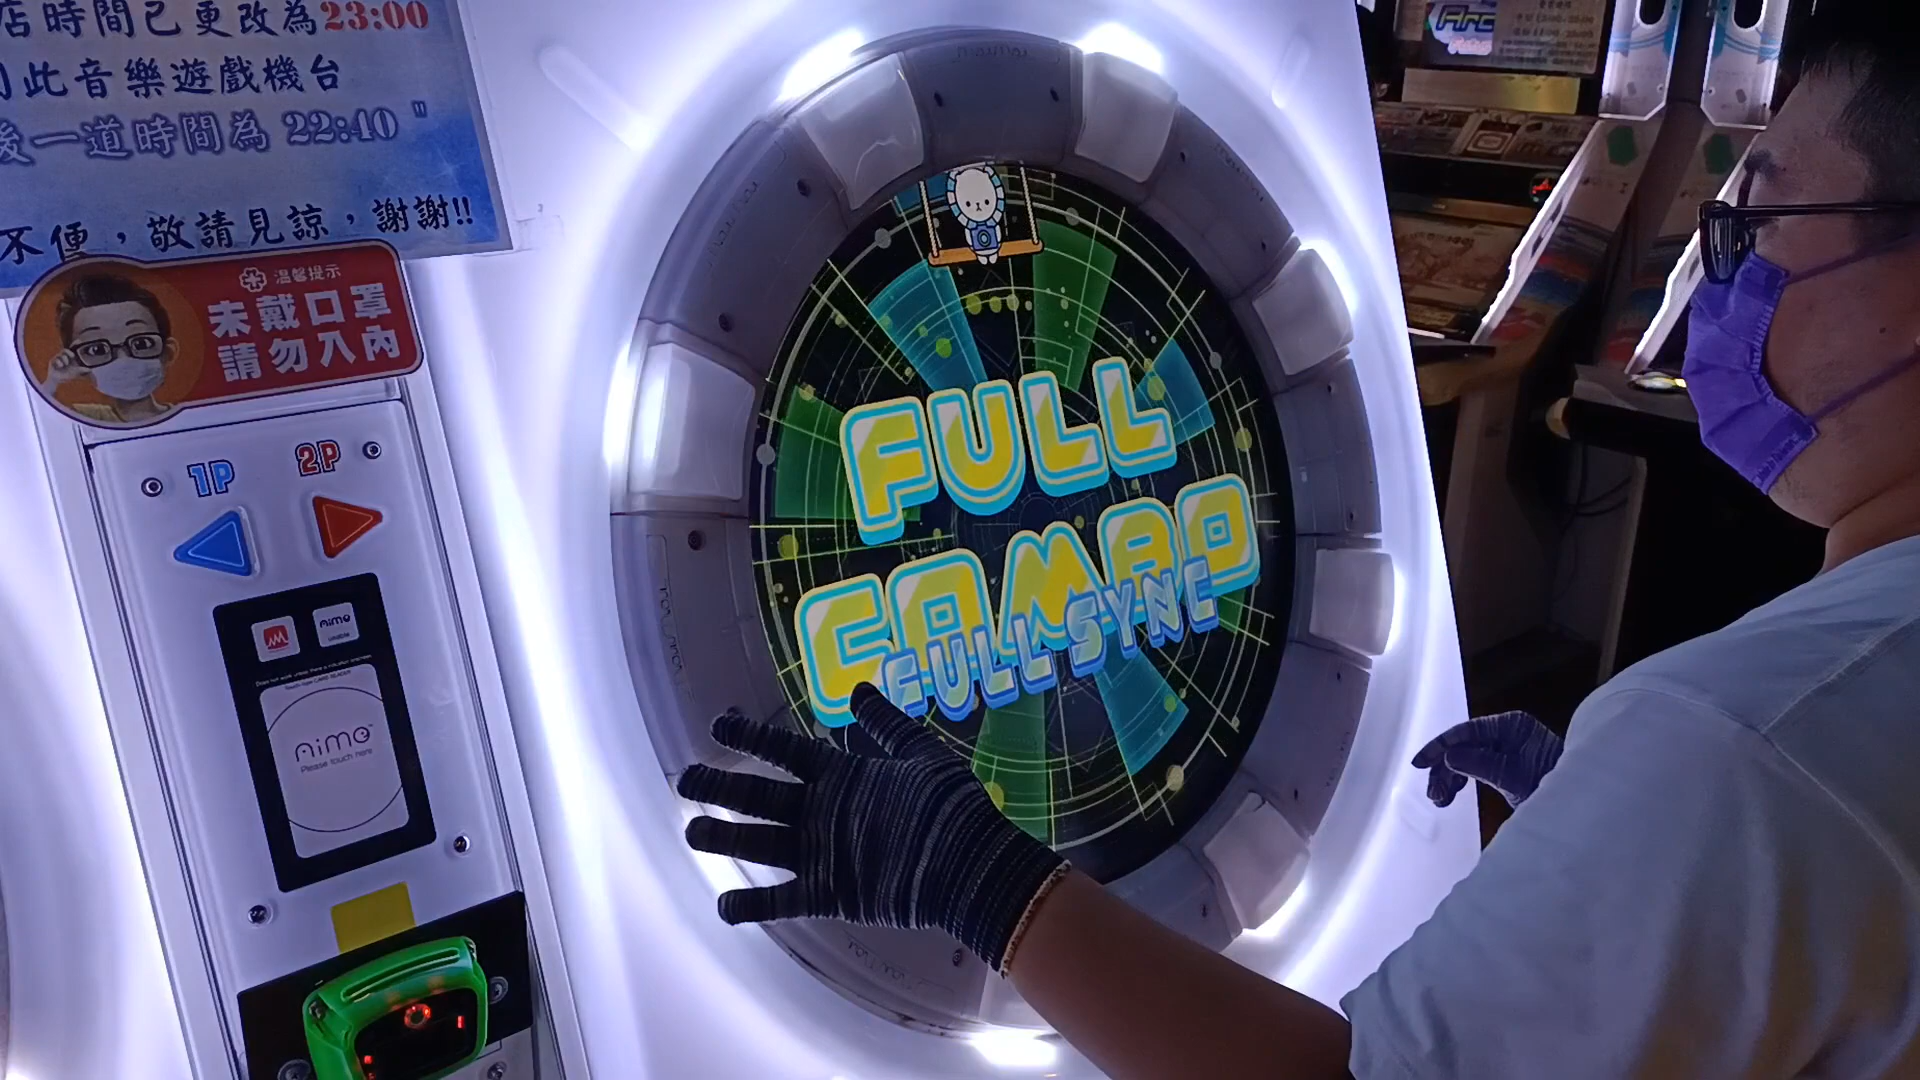 店時間已更改為23:00
此音樂遊戲機台
後一道時間為 22:40 "
不便，敬請見諒，謝謝!!
溫馨提示
未戴口罩
請勿入內
1P
2P
Aime
usable
Aime
Please touch here
FULL
COMBO
FULL SYNC